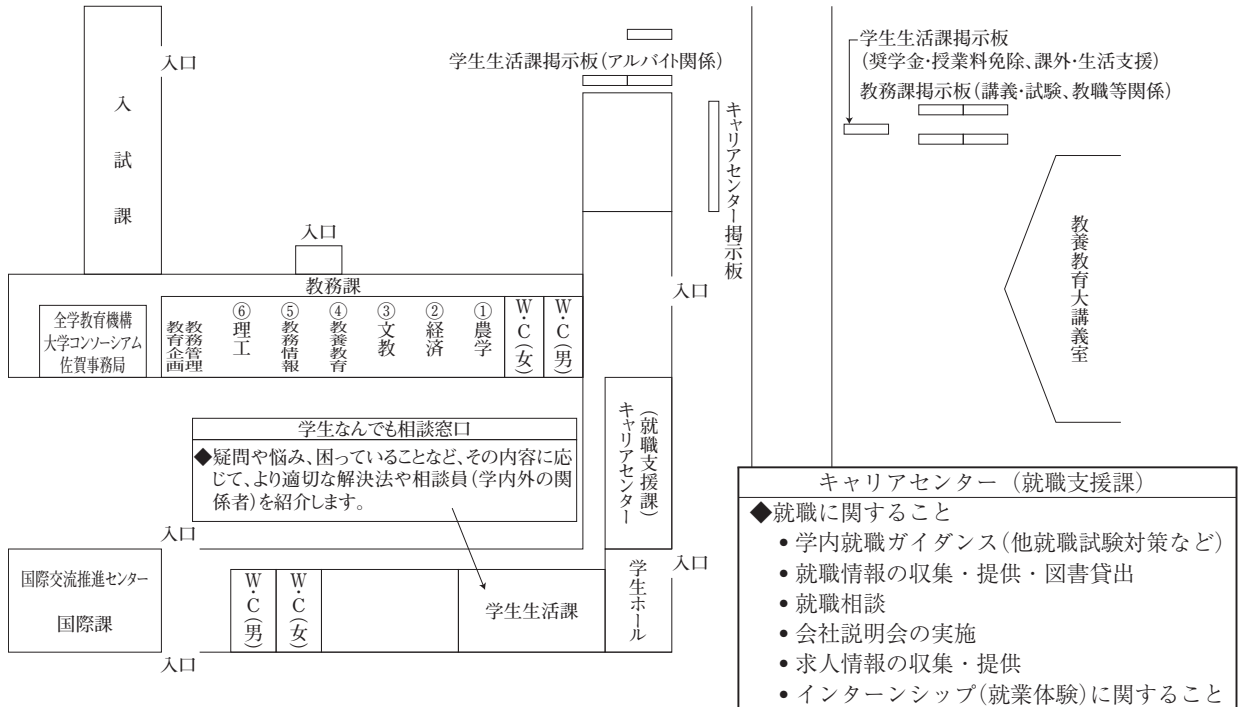 入口
入試課
学生生活課掲示板(アルバイト関係)
キャリアセンター掲示板
学生生活課掲示板
(奨学金・授業料免除、課外・生活支援)
教務課掲示板(講義・試験、教職等関係)
教養教育大講義室
入口
入口
教務課
全学教育機構
大学コンソーシアム
佐賀事務局
教務管理
教育企画
⑥理工
⑤教務情報
④教養教育
③文教
②経済
①農学
W・C(女)
W・C(男)
キャリアセンター
(就職支援課)
学生なんでも相談窓口
◆疑問や悩み、困っていることなど、その内容に応
じて、より適切な解決法や相談員(学内外の関
係者)を紹介します。
入口
国際交流推進センター
国際課
入口
W・C(男)
W・C(女)
学生生活課
学生ホール
入口
キャリアセンター(就職支援課)
◆就職に関すること
•学内就職ガイダンス(他就職試験対策など)
•就職情報の収集・提供・図書貸出
•就職相談
•会社説明会の実施
•求人情報の収集・提供
•インターンシップ(就業体験)に関すること